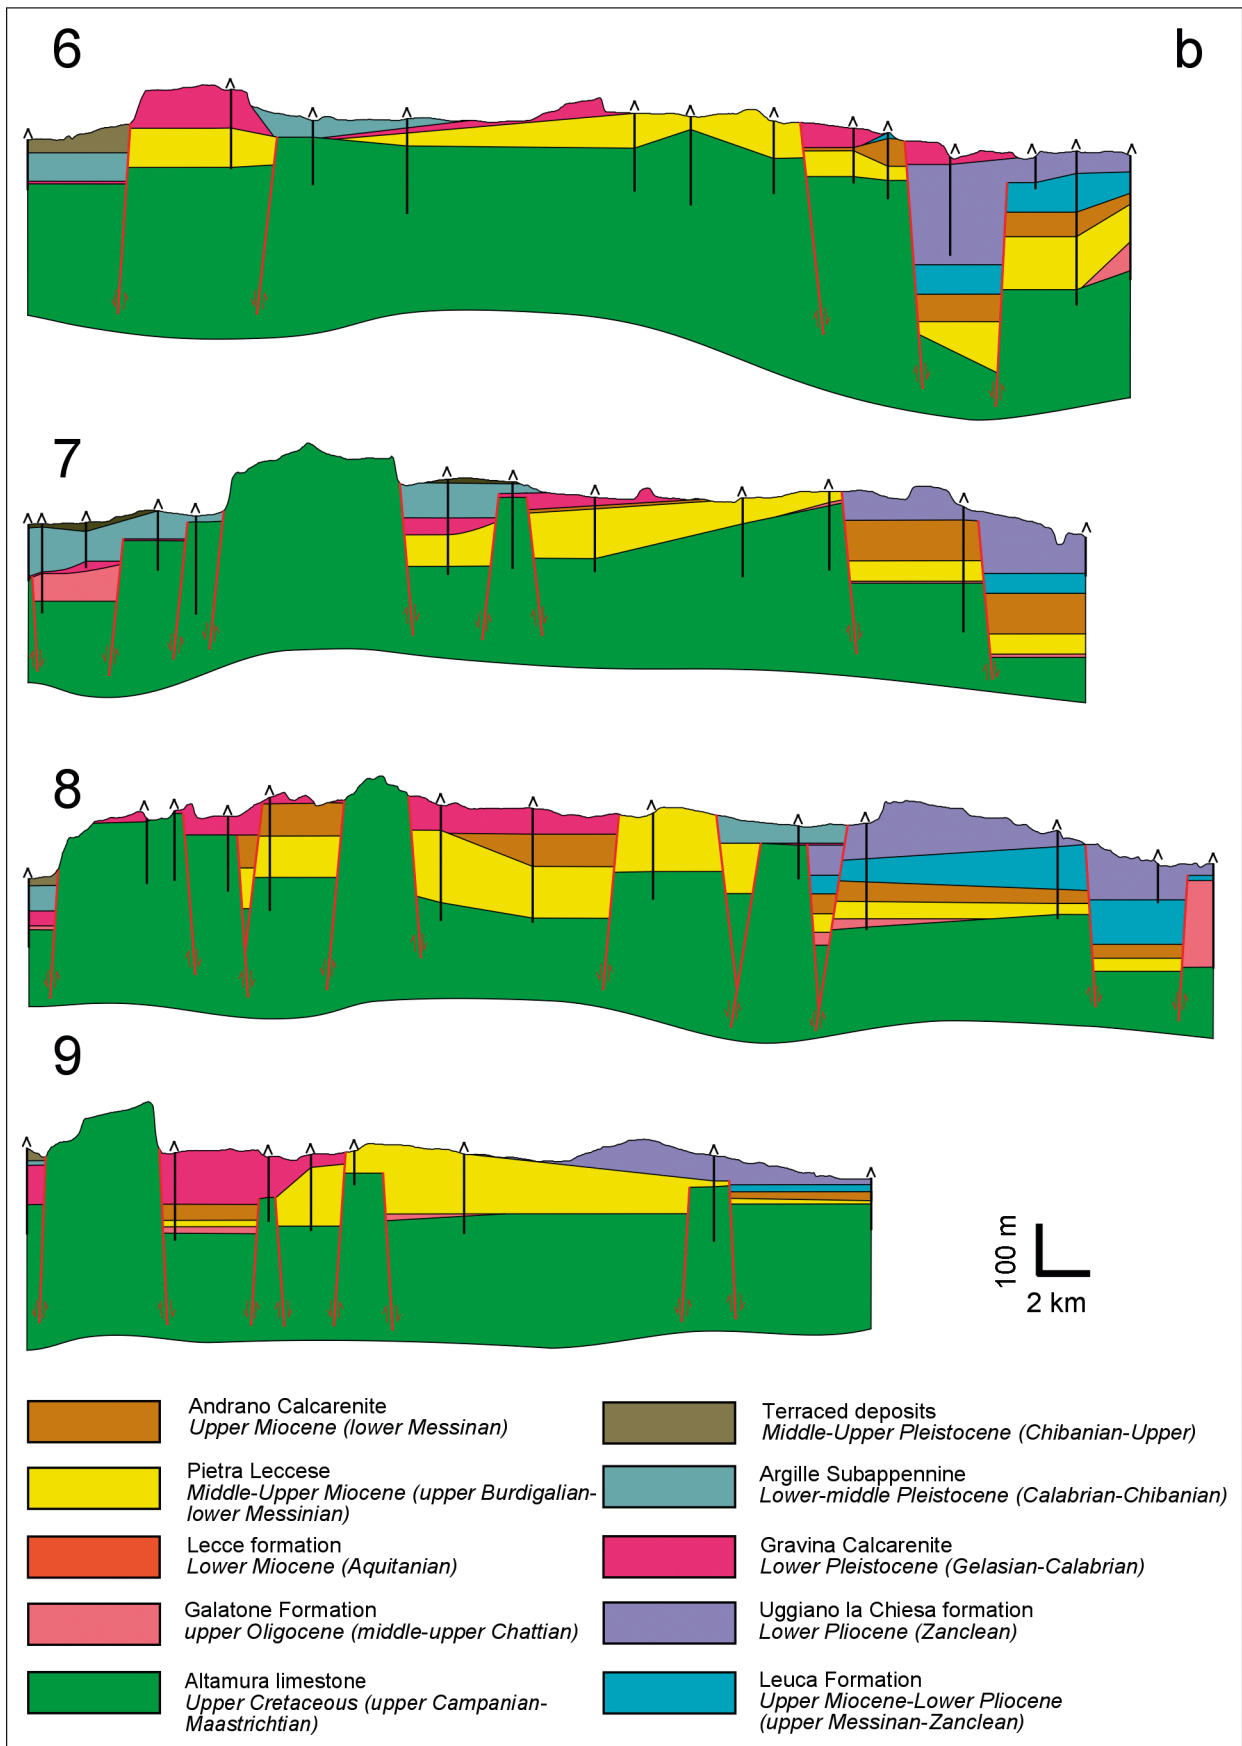 6
b
7
8
9
100 m
2 km
Andrano Calcarenite
Upper Miocene (lower Messinan)
Pietra Leccese
Middle-Upper Miocene (upper Burdigalian-
lower Messinian)
Lecce formation
Lower Miocene (Aquitanian)
Galatone Formation
upper Oligocene (middle-upper Chattian)
Altamura limestone
Upper Cretaceous (upper Campanian-
Maastrichtian)
Terraced deposits
Middle-Upper Pleistocene (Chibanian-Upper)
Argille Subappennine
Lower-middle Pleistocene (Calabrian-Chibanian)
Gravina Calcarenite
Lower Pleistocene (Gelasian-Calabrian)
Uggiano la Chiesa formation
Lower Pliocene (Zanclean)
Leuca Formation
Upper Miocene-Lower Pliocene
(upper Messinan-Zanclean)